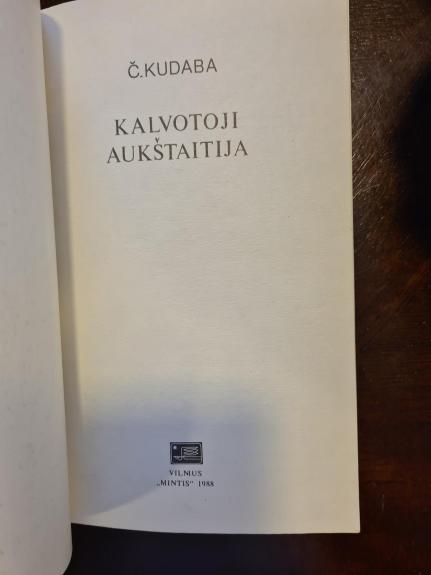 Č.KUDABA
KALVOTOJI
AUKŠTAITIJA
VILNIUS
„MINTIS“ 1988